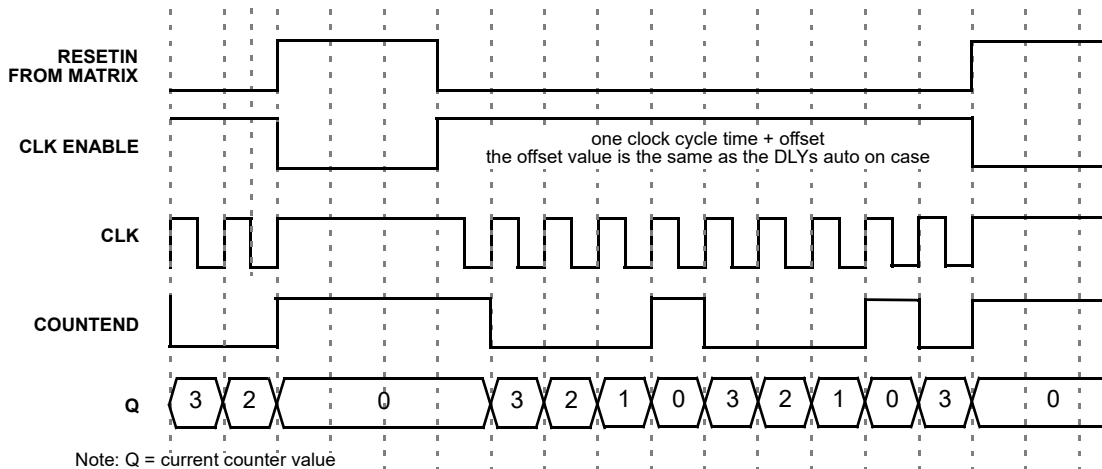 RESETIN
FROM MATRIX
CLK ENABLE
one clock cycle time + offset
the offset value is the same as the DLYs auto on case
CLK
COUNTEND
Q
3 2 0 3 2 1 0 3 2 1 0 3 0
Note: Q = current counter value